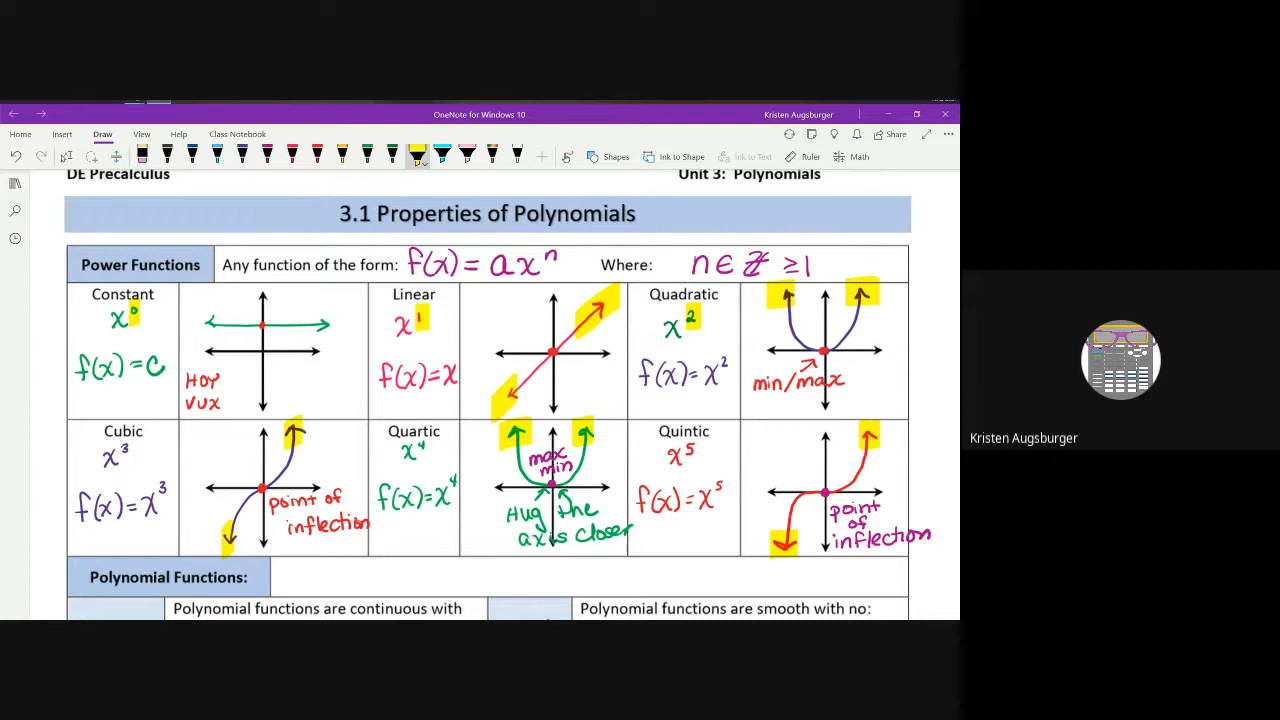 Kristen Augsburger
OneNote for Windows 10
Home Insert Draw View Help Class Notebook
Share
Shapes Ink to Shape Ink to Text Ruler Math
DE Precalculus
Unit 3: Polynomials
3.1 Properties of Polynomials
Power Functions
Any function of the form: f(x) = ax^n
Where: n ∈ ℤ ≥1
Constant
x^0
f(x) = C
HOY
VUX
Linear
x^1
f(x) = x
Quadratic
x^2
f(x) = x^2
min/max
Cubic
x^3
f(x) = x^3
point of
inflection
Quartic
x^4
f(x) = x^4
max
min
Hug the
axis closer
Quintic
x^5
f(x) = x^5
point
of
inflection
Polynomial Functions:
Polynomial functions are continuous with
Polynomial functions are smooth with no:
Kristen Augsburger